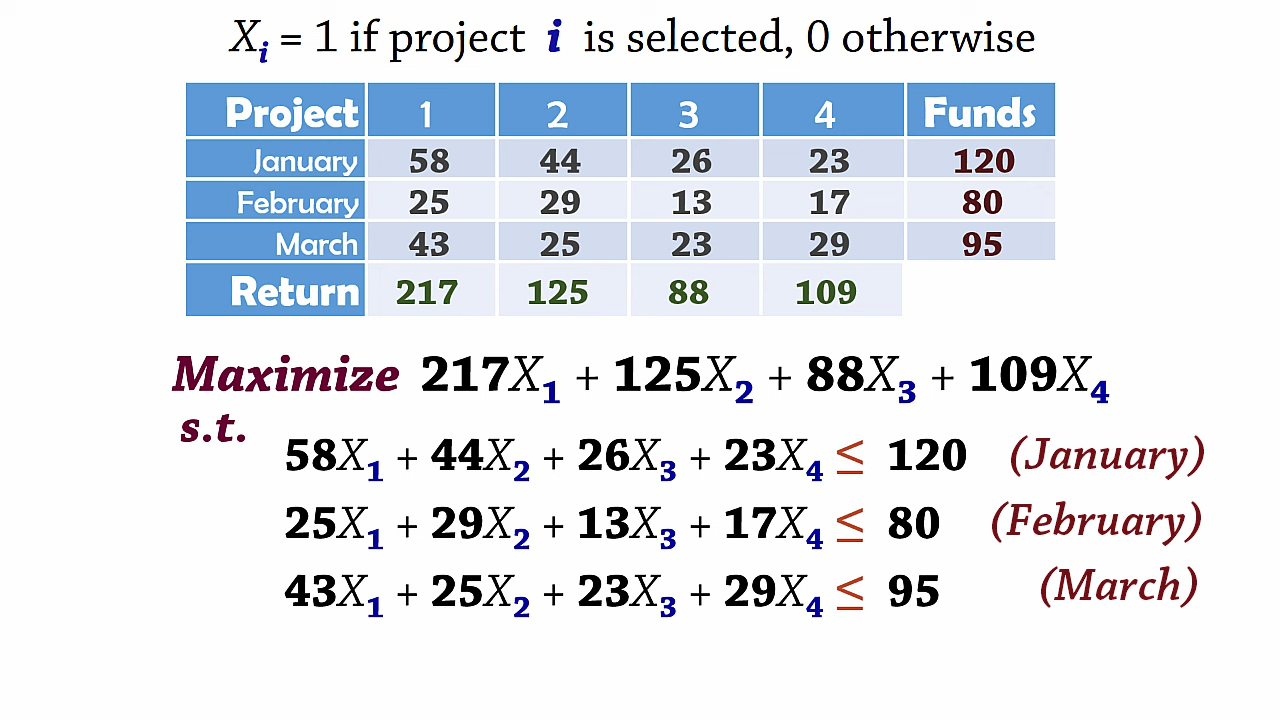 Xi = 1 if project i is selected, 0 otherwise
Project 1 2 3 4 Funds
January 58 44 26 23 120
February 25 29 13 17 80
March 43 25 23 29 95
Return 217 125 88 109
Maximize 217X1 + 125X2 + 88X3 + 109X4
s.t.
58X1 + 44X2 + 26X3 + 23X4 ≤ 120 (January)
25X1 + 29X2 + 13X3 + 17X4 ≤ 80 (February)
43X1 + 25X2 + 23X3 + 29X4 ≤ 95 (March)